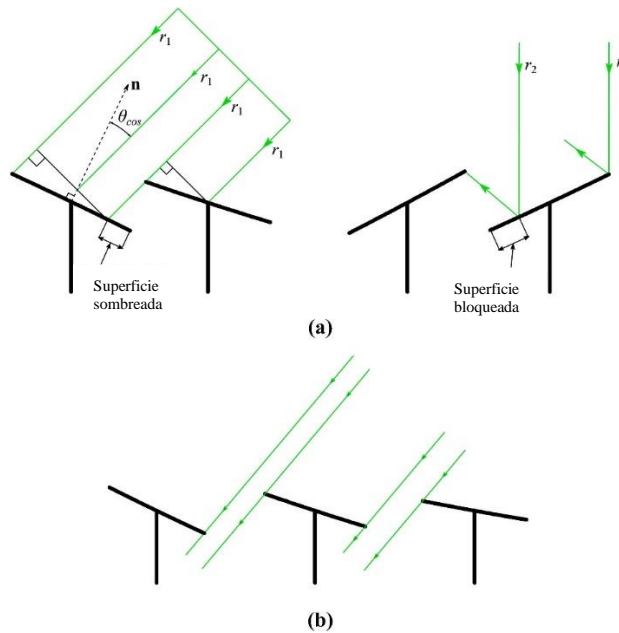 r1
n
r1
θcos
r1
r1
Superficie
sombreada
r2
Superficie
bloqueada
(a)
(b)